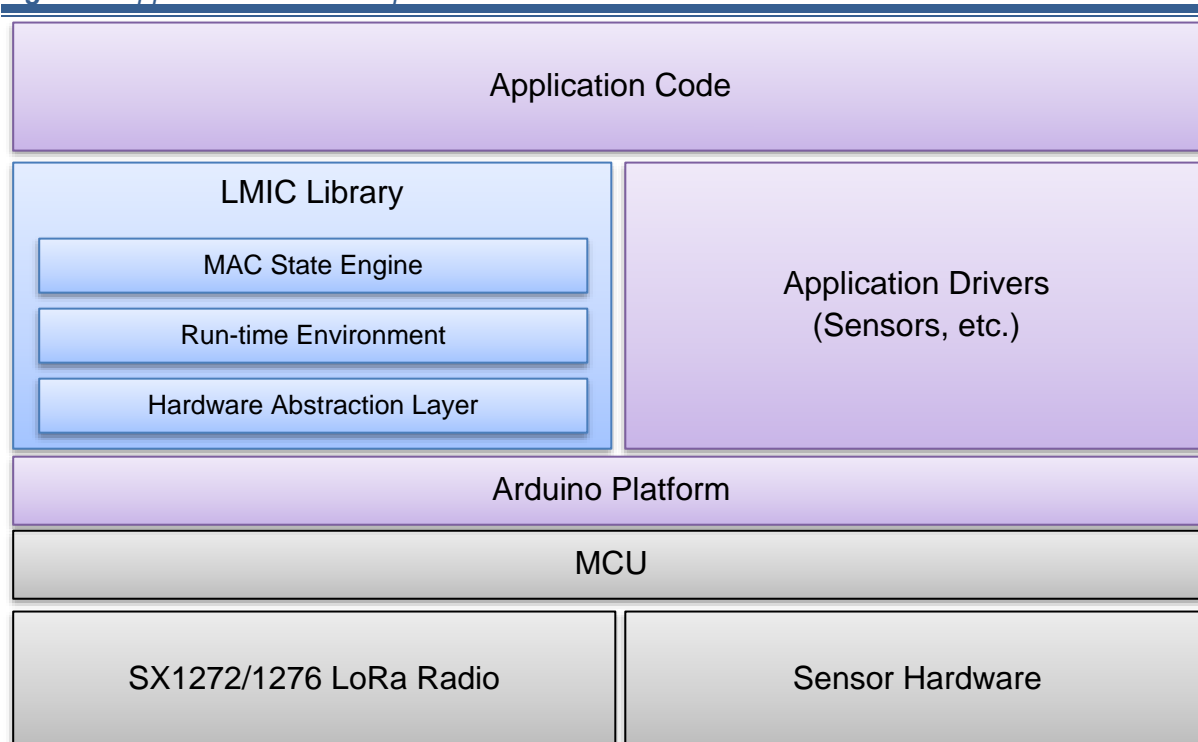 Application Code
LMIC Library
MAC State Engine
Run-time Environment
Hardware Abstraction Layer
Application Drivers
(Sensors, etc.)
Arduino Platform
MCU
SX1272/1276 LoRa Radio
Sensor Hardware